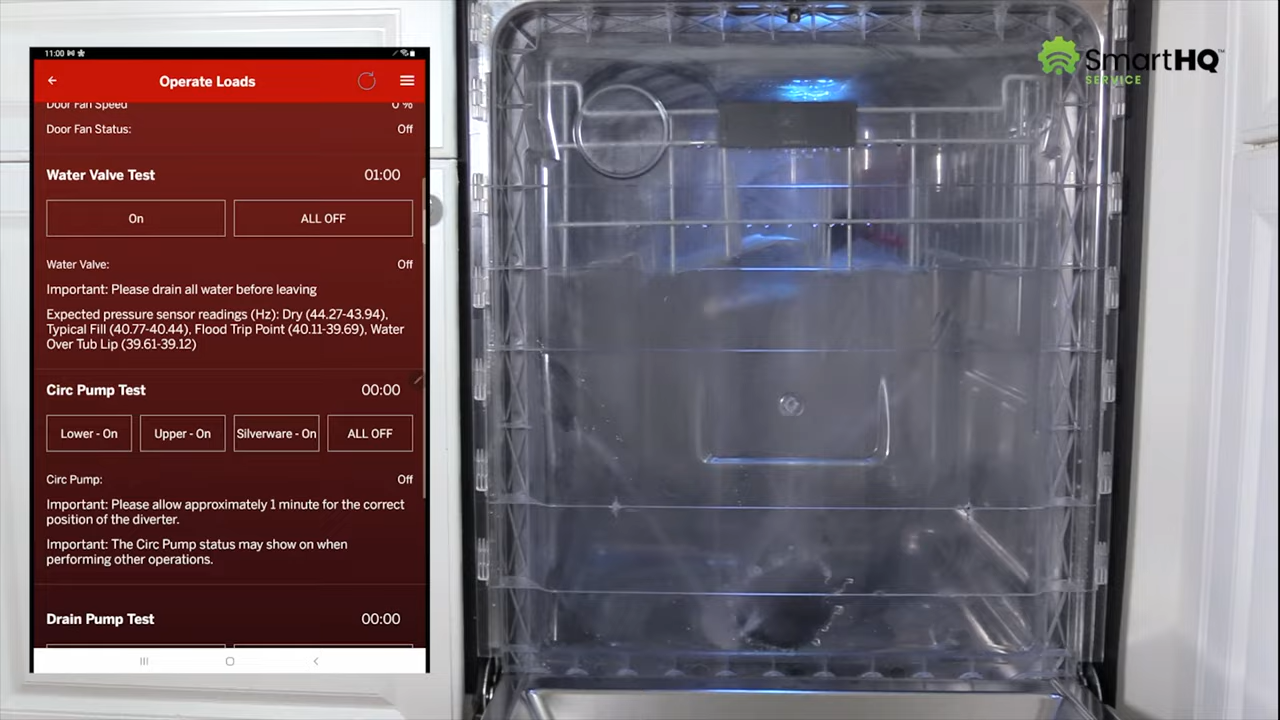 11:00
Operate Loads
Door Fan Speed 0 %
Door Fan Status: Off
Water Valve Test 01:00
On ALL OFF
Water Valve: Off
Important: Please drain all water before leaving
Expected pressure sensor readings (Hz): Dry (44.27-43.94),
Typical Fill (40.77-40.44), Flood Trip Point (40.11-39.69), Water
Over Tub Lip (39.61-39.12)
Circ Pump Test 00:00
Lower - On Upper - On Silverware - On ALL OFF
Circ Pump: Off
Important: Please allow approximately 1 minute for the correct
position of the diverter.
Important: The Circ Pump status may show on when
performing other operations.
Drain Pump Test 00:00
SmartHQ™
SERVICE